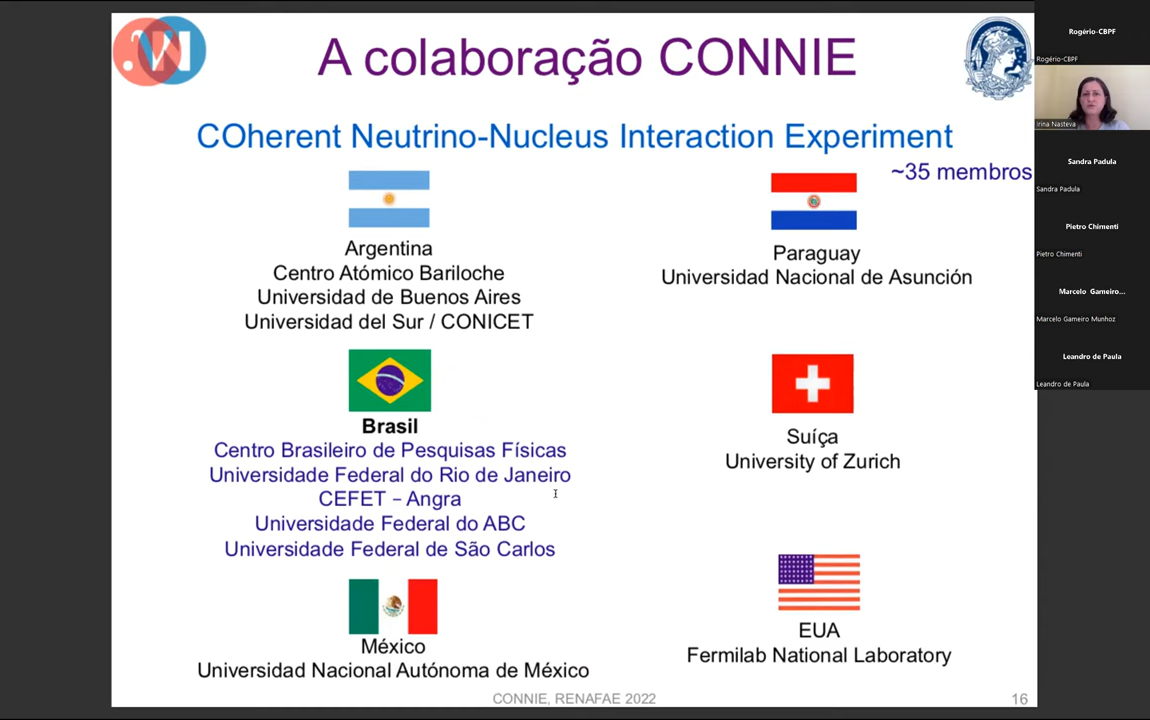 A colaboração CONNIE
COherent Neutrino-Nucleus Interaction Experiment
~35 membros
Argentina
Centro Atómico Bariloche
Universidad de Buenos Aires
Universidad del Sur / CONICET
Paraguay
Universidad Nacional de Asunción
Brasil
Centro Brasileiro de Pesquisas Físicas
Universidade Federal do Rio de Janeiro
CEFET – Angra
Universidade Federal do ABC
Universidade Federal de São Carlos
Suíça
University of Zurich
México
Universidad Nacional Autónoma de México
EUA
Fermilab National Laboratory
CONNIE, RENAFAE 2022
16
Rogério-CBPF
Rogério-CBPF
Irina Nasteva
Sandra Padula
Sandra Padula
Pietro Chimenti
Pietro Chimenti
Marcelo Gameiro...
Marcelo Gameiro Munhoz
Leandro de Paula
Leandro de Paula